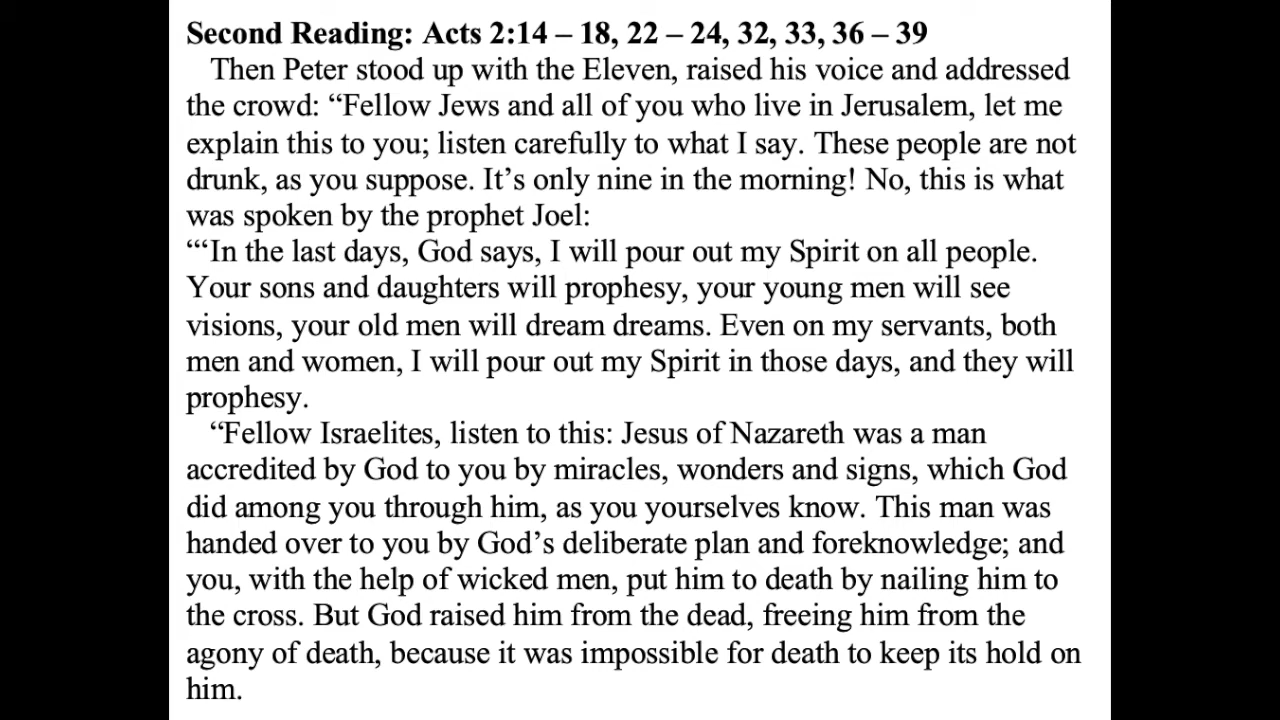 Second Reading: Acts 2:14 – 18, 22 – 24, 32, 33, 36 – 39
Then Peter stood up with the Eleven, raised his voice and addressed
the crowd: “Fellow Jews and all of you who live in Jerusalem, let me
explain this to you; listen carefully to what I say. These people are not
drunk, as you suppose. It’s only nine in the morning! No, this is what
was spoken by the prophet Joel:
“‘In the last days, God says, I will pour out my Spirit on all people.
Your sons and daughters will prophesy, your young men will see
visions, your old men will dream dreams. Even on my servants, both
men and women, I will pour out my Spirit in those days, and they will
prophesy.
“Fellow Israelites, listen to this: Jesus of Nazareth was a man
accredited by God to you by miracles, wonders and signs, which God
did among you through him, as you yourselves know. This man was
handed over to you by God’s deliberate plan and foreknowledge; and
you, with the help of wicked men, put him to death by nailing him to
the cross. But God raised him from the dead, freeing him from the
agony of death, because it was impossible for death to keep its hold on
him.